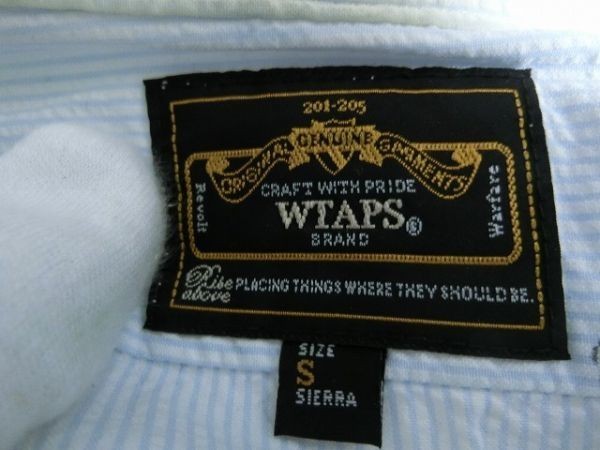 201-205
ORIGINAL GENUINE GARMENTS
CRAFT WITH PRIDE
Revolt
WTAPS
Warfare
BRAND
Rise above
PLACING THINGS WHERE THEY SHOULD BE.
SIZE
S
SIERRA